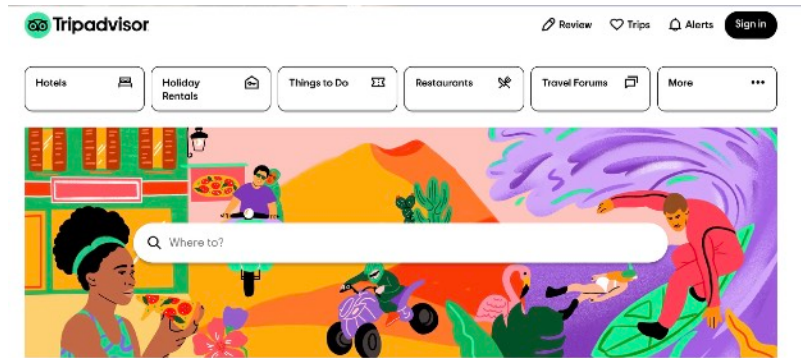 Tripadvisor
Review
Trips
Alerts
Sign in
Hotels
Holiday
Rentals
Things to Do
Restaurants
Travel Forums
More
Where to?